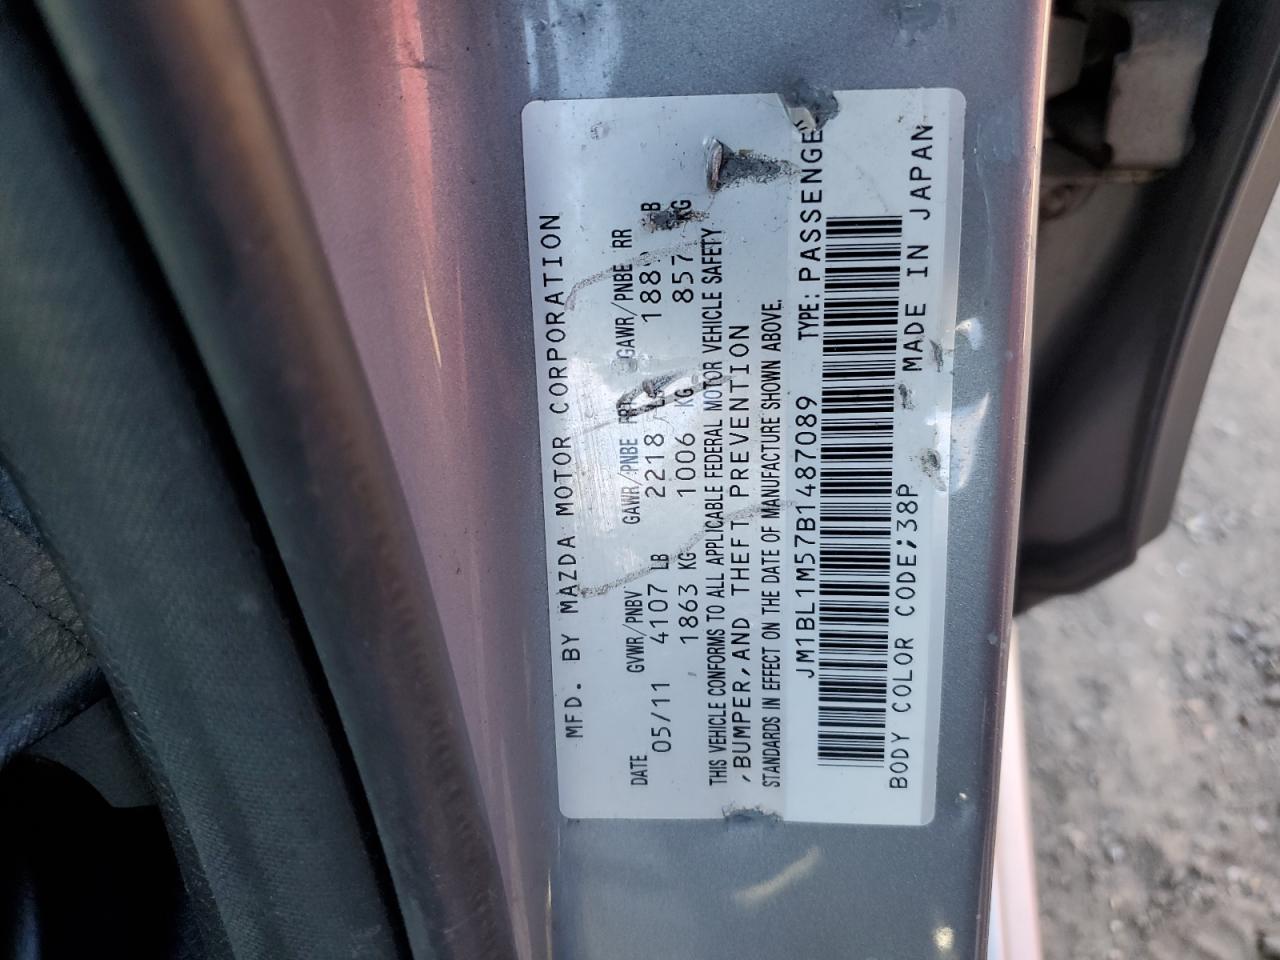 MFD. BY MAZDA MOTOR CORPORATION
DATE GVWR/PNBV GAWR/PNBE GAWR/PNBE RR
05/11 4107 LB 2218 LB
1863 KG 1006 KG 857 KG
THIS VEHICLE CONFORMS TO ALL APPLICABLE FEDERAL MOTOR VEHICLE SAFETY
,BUMPER,AND THEFT PREVENTION
STANDARDS IN EFFECT ON THE DATE OF MANUFACTURE SHOWN ABOVE.
JM1BL1M57B1487089 TYPE: PASSENGER
BODY COLOR CODE;38P MADE IN JAPAN